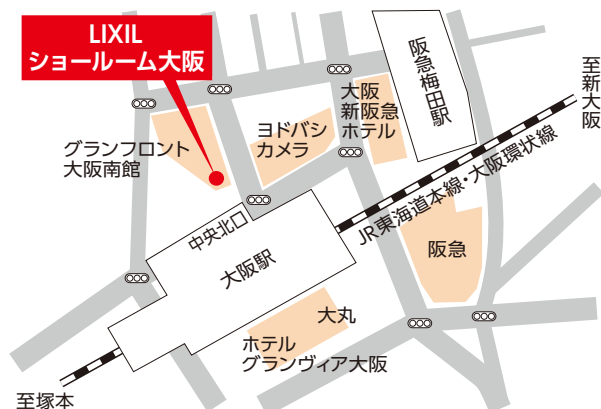 LIXIL
ショールーム大阪
阪急梅田駅
至新大阪
大阪
新阪急
ホテル
ヨドバシ
カメラ
グランフロント
大阪南館
中央北口
大阪駅
JR東海道本線・大阪環状線
阪急
大丸
ホテル
グランヴィア大阪
至塚本